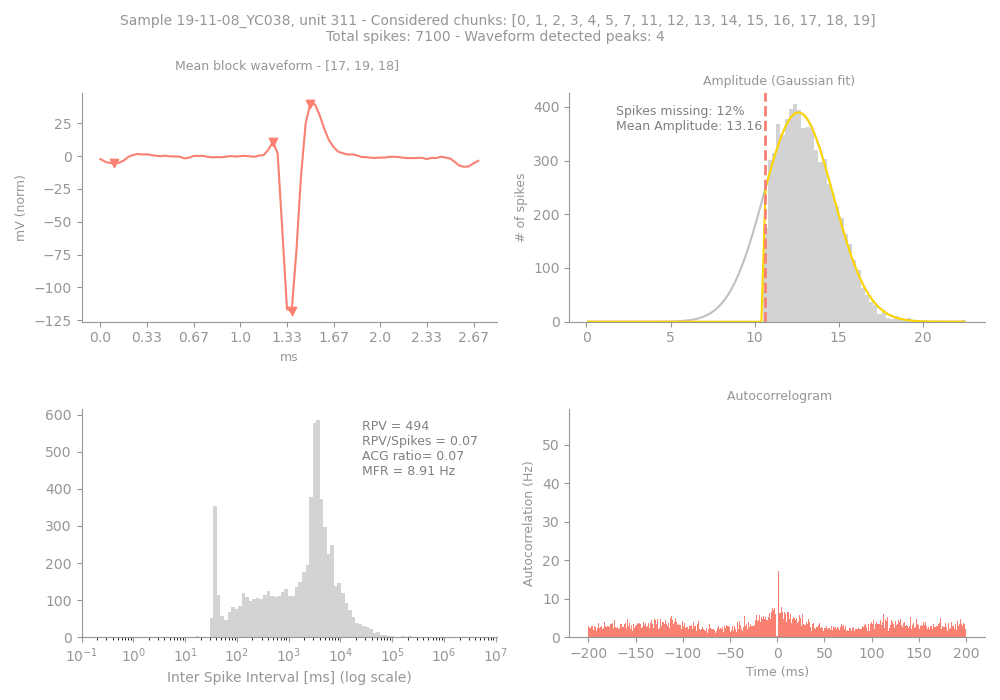 Sample 19-11-08_YC038, unit 311 - Considered chunks: [0, 1, 2, 3, 4, 5, 7, 11, 12, 13, 14, 15, 16, 17, 18, 19]
Total spikes: 7100 - Waveform detected peaks: 4
Mean block waveform - [17, 19, 18]
mV (norm)
25
0
−25
−50
−75
−100
−125
0.0 0.33 0.67 1.0 1.33 1.67 2.0 2.33 2.67
ms
Amplitude (Gaussian fit)
Spikes missing: 12%
Mean Amplitude: 13.16
# of spikes
400
300
200
100
0
0 5 10 15 20
600
500
400
300
200
100
0
RPV = 494
RPV/Spikes = 0.07
ACG ratio= 0.07
MFR = 8.91 Hz
10⁻¹ 10⁰ 10¹ 10² 10³ 10⁴ 10⁵ 10⁶ 10⁷
Inter Spike Interval [ms] (log scale)
Autocorrelogram
Autocorrelation (Hz)
50
40
30
20
10
0
−200 −150 −100 −50 0 50 100 150 200
Time (ms)